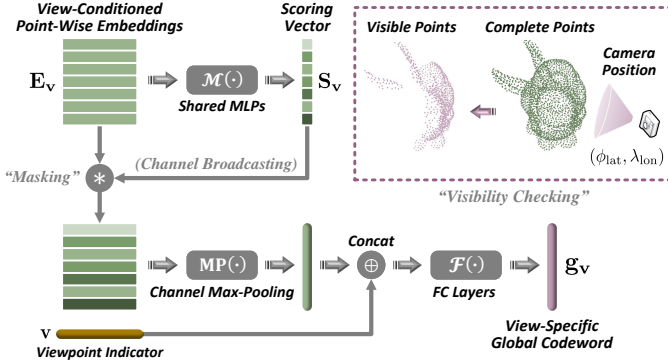 View-Conditioned
Point-Wise Embeddings
Scoring
Vector
E_v
M(·)
S_v
Shared MLPs
Visible Points
Complete Points
Camera
Position
(ϕ_lat, λ_lon)
"Masking"
*
(Channel Broadcasting)
"Visibility Checking"
MP(·)
Channel Max-Pooling
Concat
⊕
F(·)
FC Layers
g_v
v
Viewpoint Indicator
View-Specific
Global Codeword